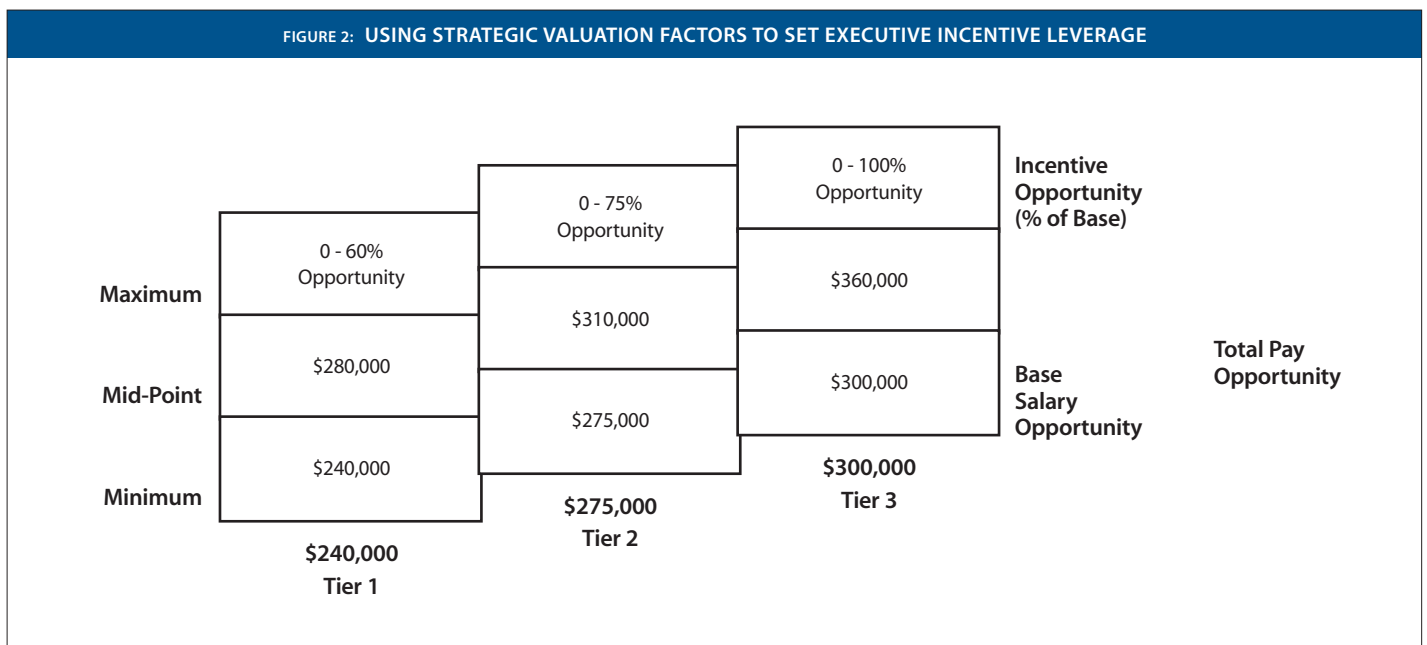 FIGURE 2: USING STRATEGIC VALUATION FACTORS TO SET EXECUTIVE INCENTIVE LEVERAGE
Maximum
Mid-Point
Minimum
0 - 60%
Opportunity
$280,000
$240,000
$240,000
Tier 1
0 - 75%
Opportunity
$310,000
$275,000
$275,000
Tier 2
0 - 100%
Opportunity
$360,000
$300,000
$300,000
Tier 3
Incentive
Opportunity
(% of Base)
Base
Salary
Opportunity
Total Pay
Opportunity